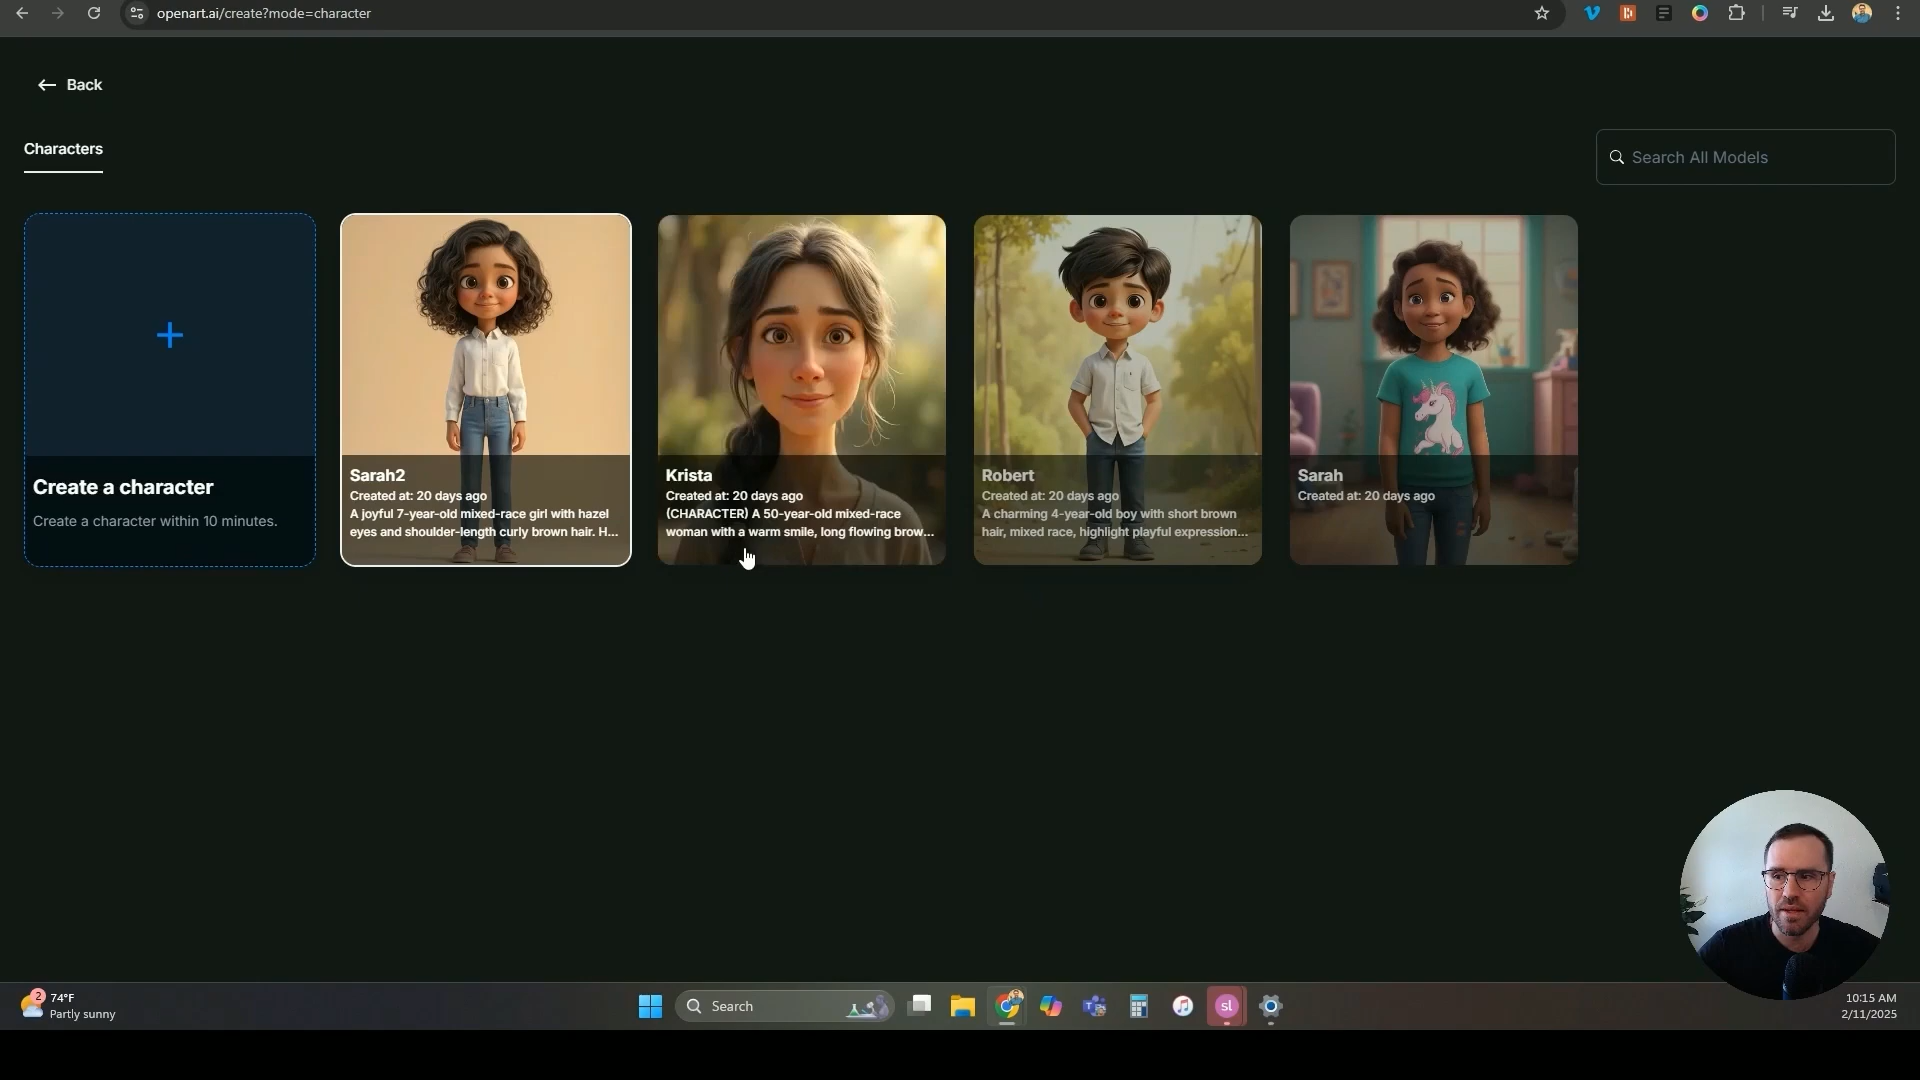 openart.ai/create?mode=character
Back
Characters
Search All Models
Create a character
Create a character within 10 minutes.
Sarah2
Created at: 20 days ago
A joyful 7-year-old mixed-race girl with hazel
eyes and shoulder-length curly brown hair. H...
Krista
Created at: 20 days ago
(CHARACTER) A 50-year-old mixed-race
woman with a warm smile, long flowing brow...
Robert
Created at: 20 days ago
A charming 4-year-old boy with short brown
hair, mixed race, highlight playful expression...
Sarah
Created at: 20 days ago
2
74°F
Partly sunny
Search
sl
10:15 AM
2/11/2025